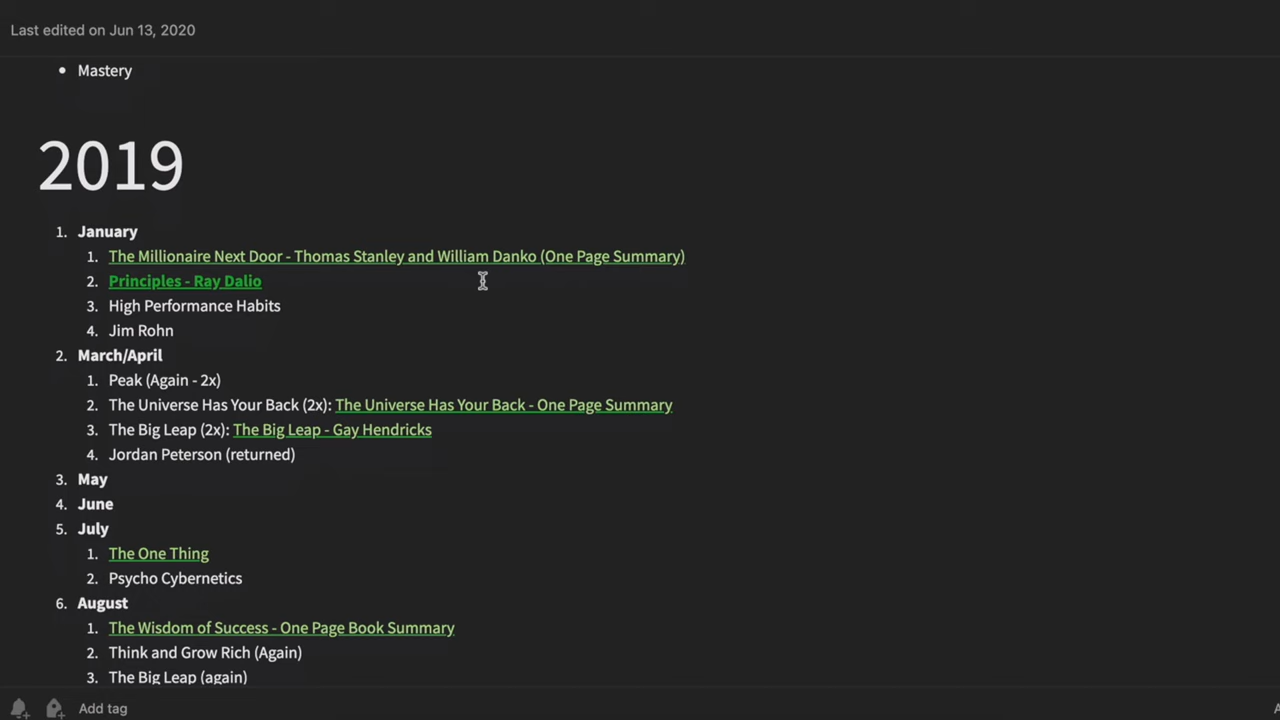 Last edited on Jun 13, 2020
• Mastery
2019
1. January
1. The Millionaire Next Door - Thomas Stanley and William Danko (One Page Summary)
2. Principles - Ray Dalio
3. High Performance Habits
4. Jim Rohn
2. March/April
1. Peak (Again - 2x)
2. The Universe Has Your Back (2x): The Universe Has Your Back - One Page Summary
3. The Big Leap (2x): The Big Leap - Gay Hendricks
4. Jordan Peterson (returned)
3. May
4. June
5. July
1. The One Thing
2. Psycho Cybernetics
6. August
1. The Wisdom of Success - One Page Book Summary
2. Think and Grow Rich (Again)
3. The Big Leap (again)
Add tag